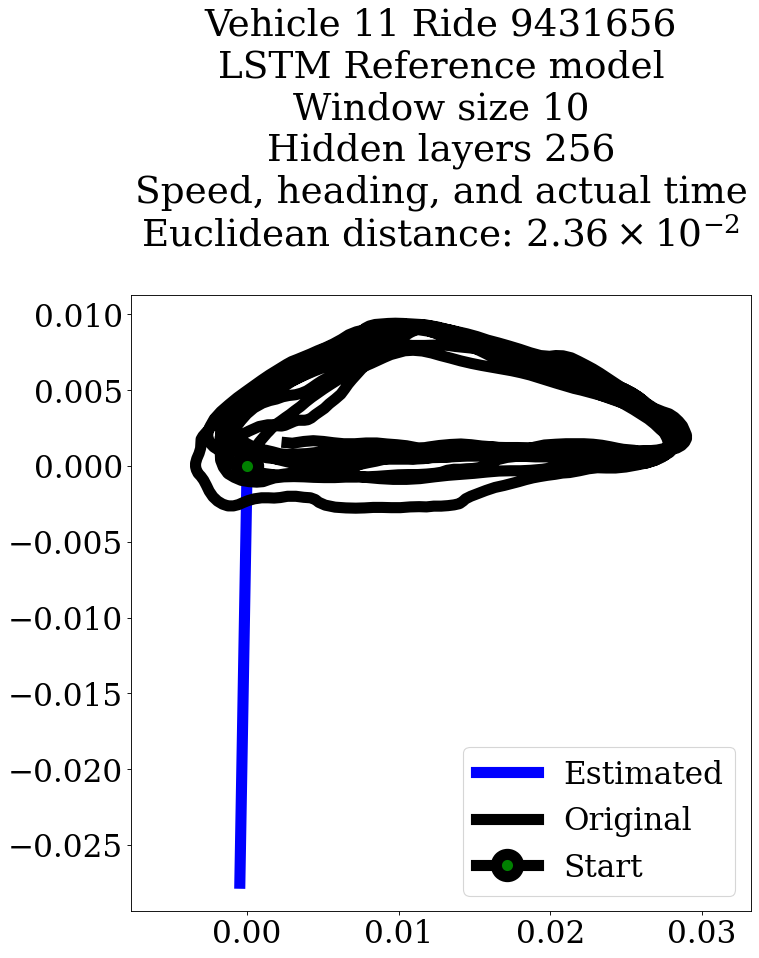 Vehicle 11 Ride 9431656
LSTM Reference model
Window size 10
Hidden layers 256
Speed, heading, and actual time
Euclidean distance: 2.36 × 10⁻²
0.010
0.005
0.000
−0.005
−0.010
−0.015
−0.020
−0.025
Estimated
Original
Start
0.00 0.01 0.02 0.03